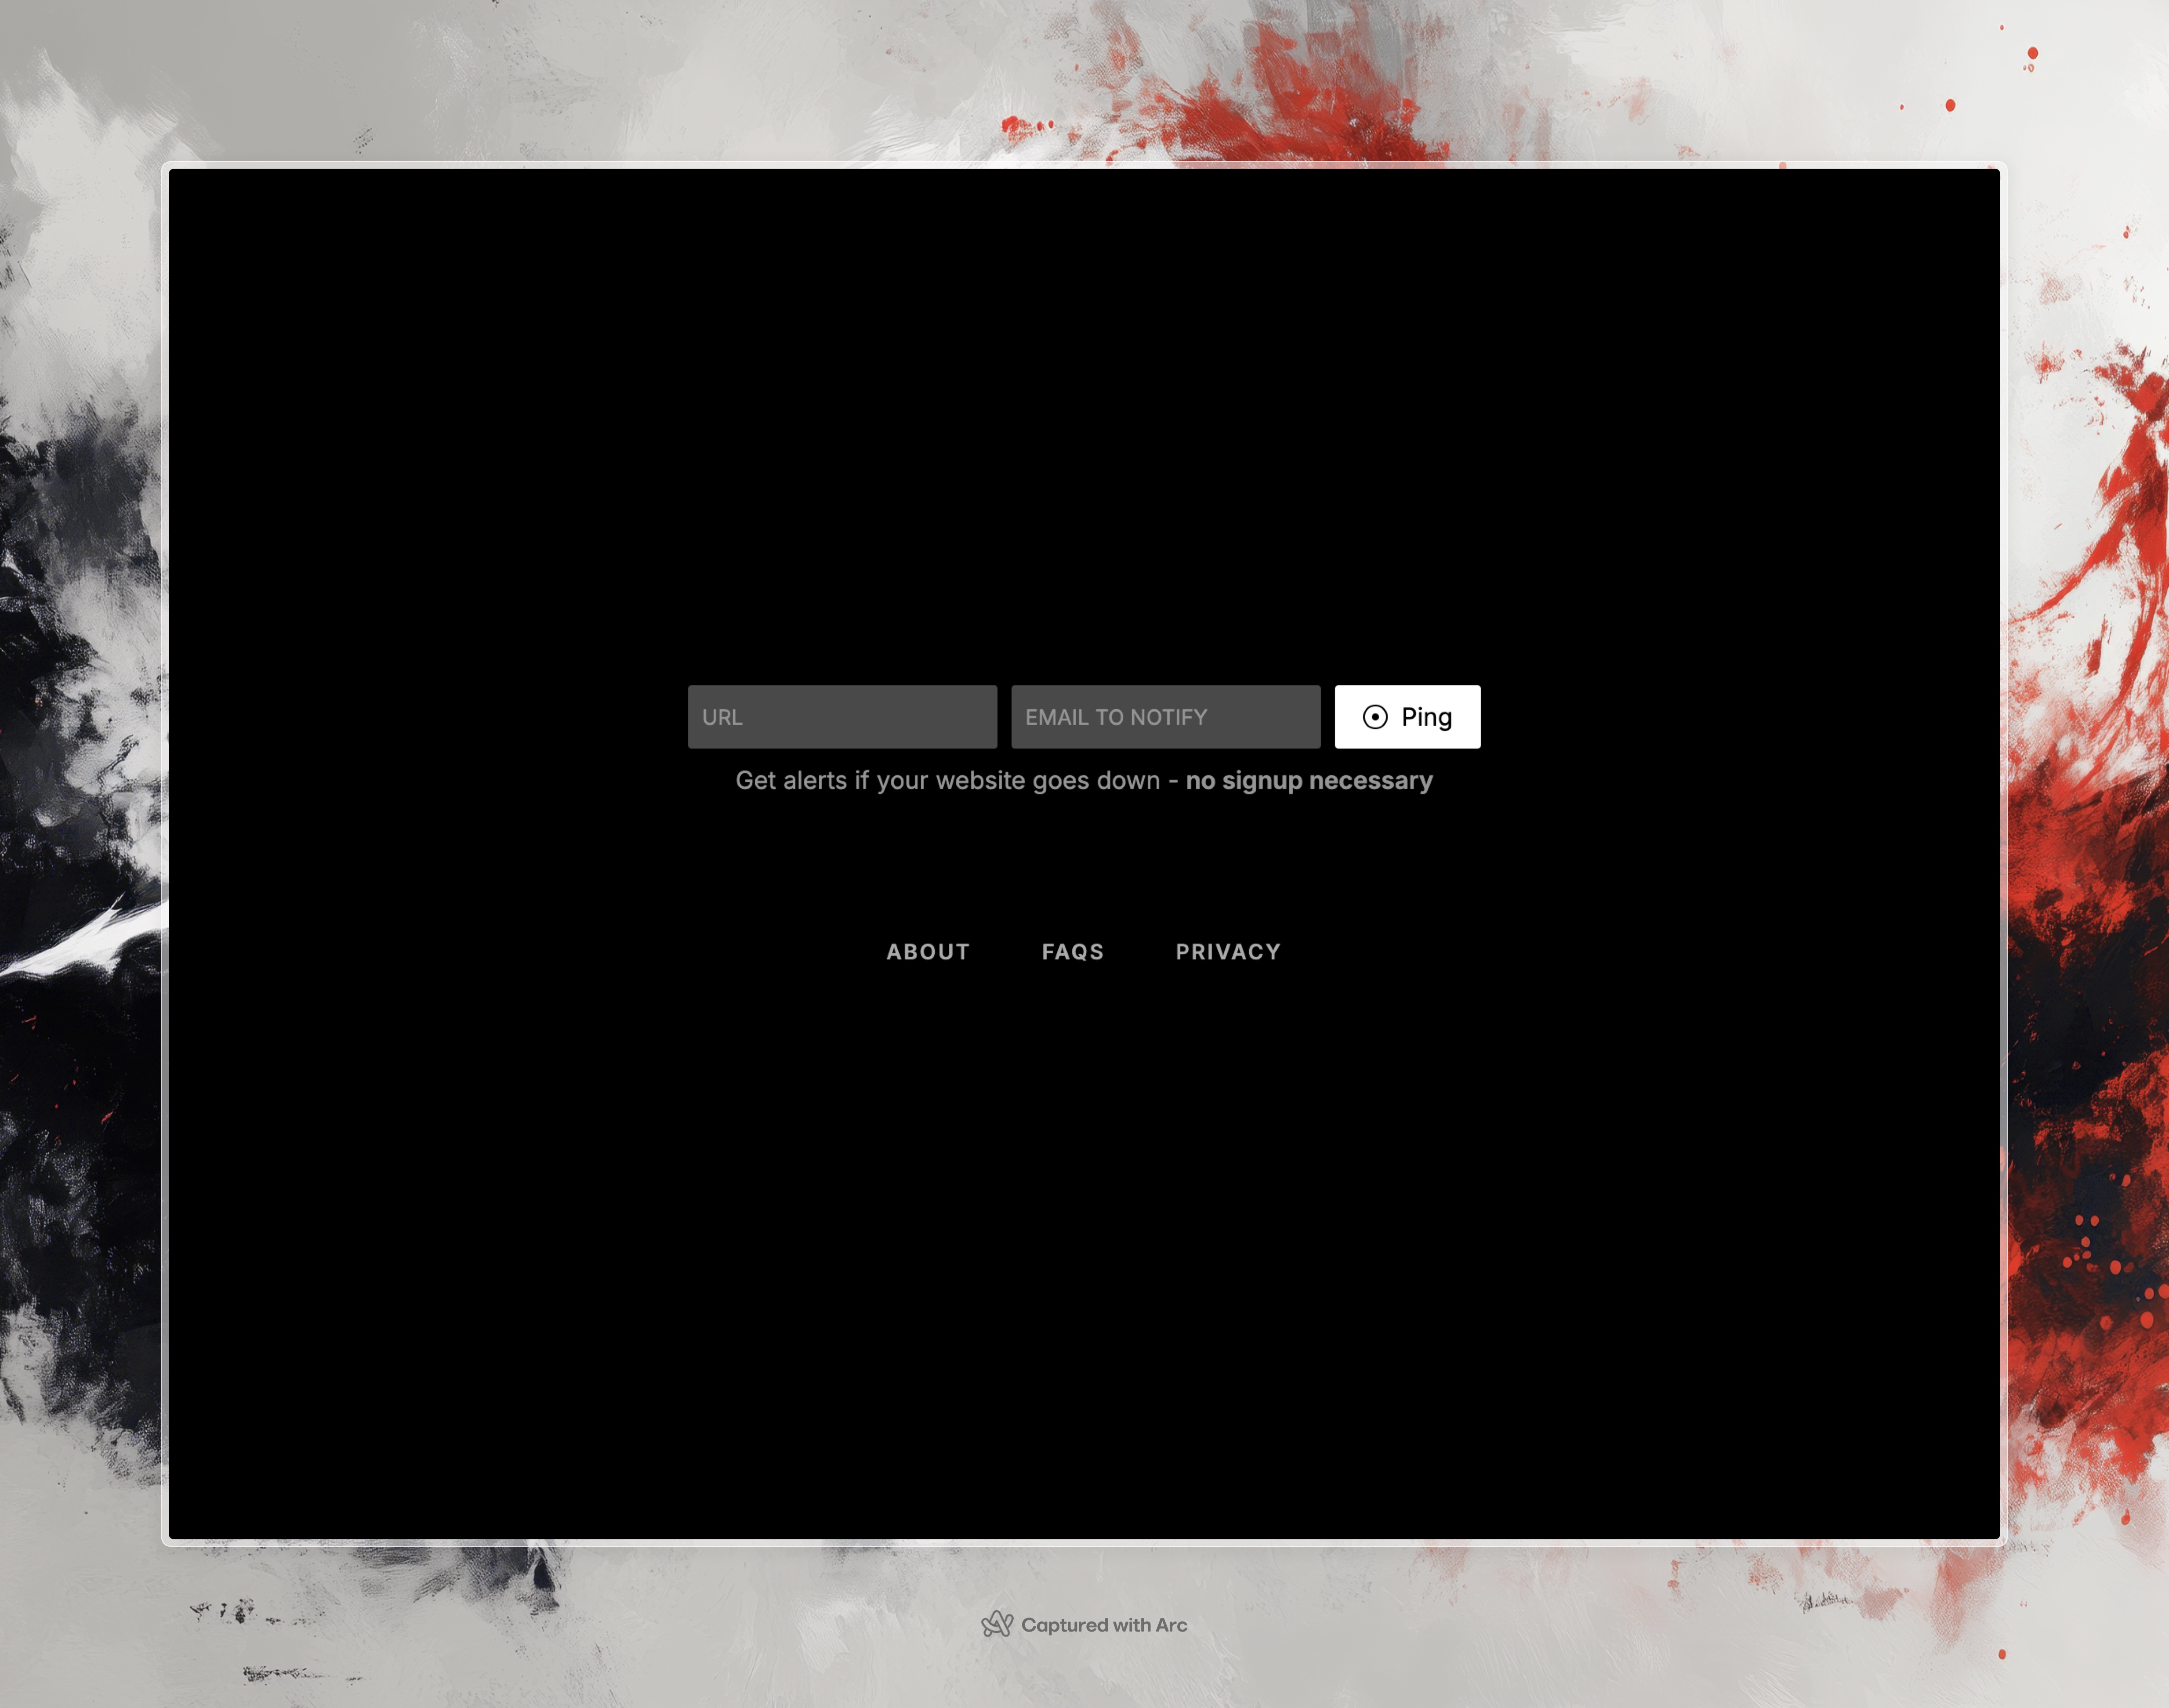 URL
EMAIL TO NOTIFY
Ping
Get alerts if your website goes down - no signup necessary
ABOUT
FAQS
PRIVACY
Captured with Arc